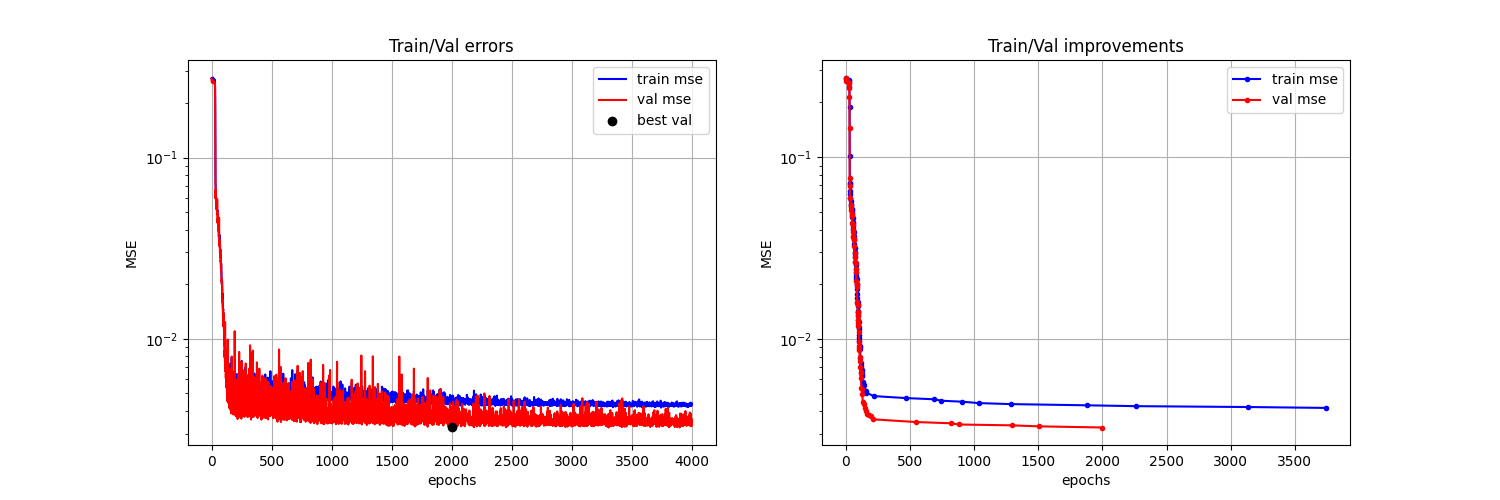 Train/Val errors
train mse
val mse
best val
MSE
10⁻¹
10⁻²
0 500 1000 1500 2000 2500 3000 3500 4000
epochs
Train/Val improvements
train mse
val mse
MSE
10⁻¹
10⁻²
0 500 1000 1500 2000 2500 3000 3500
epochs